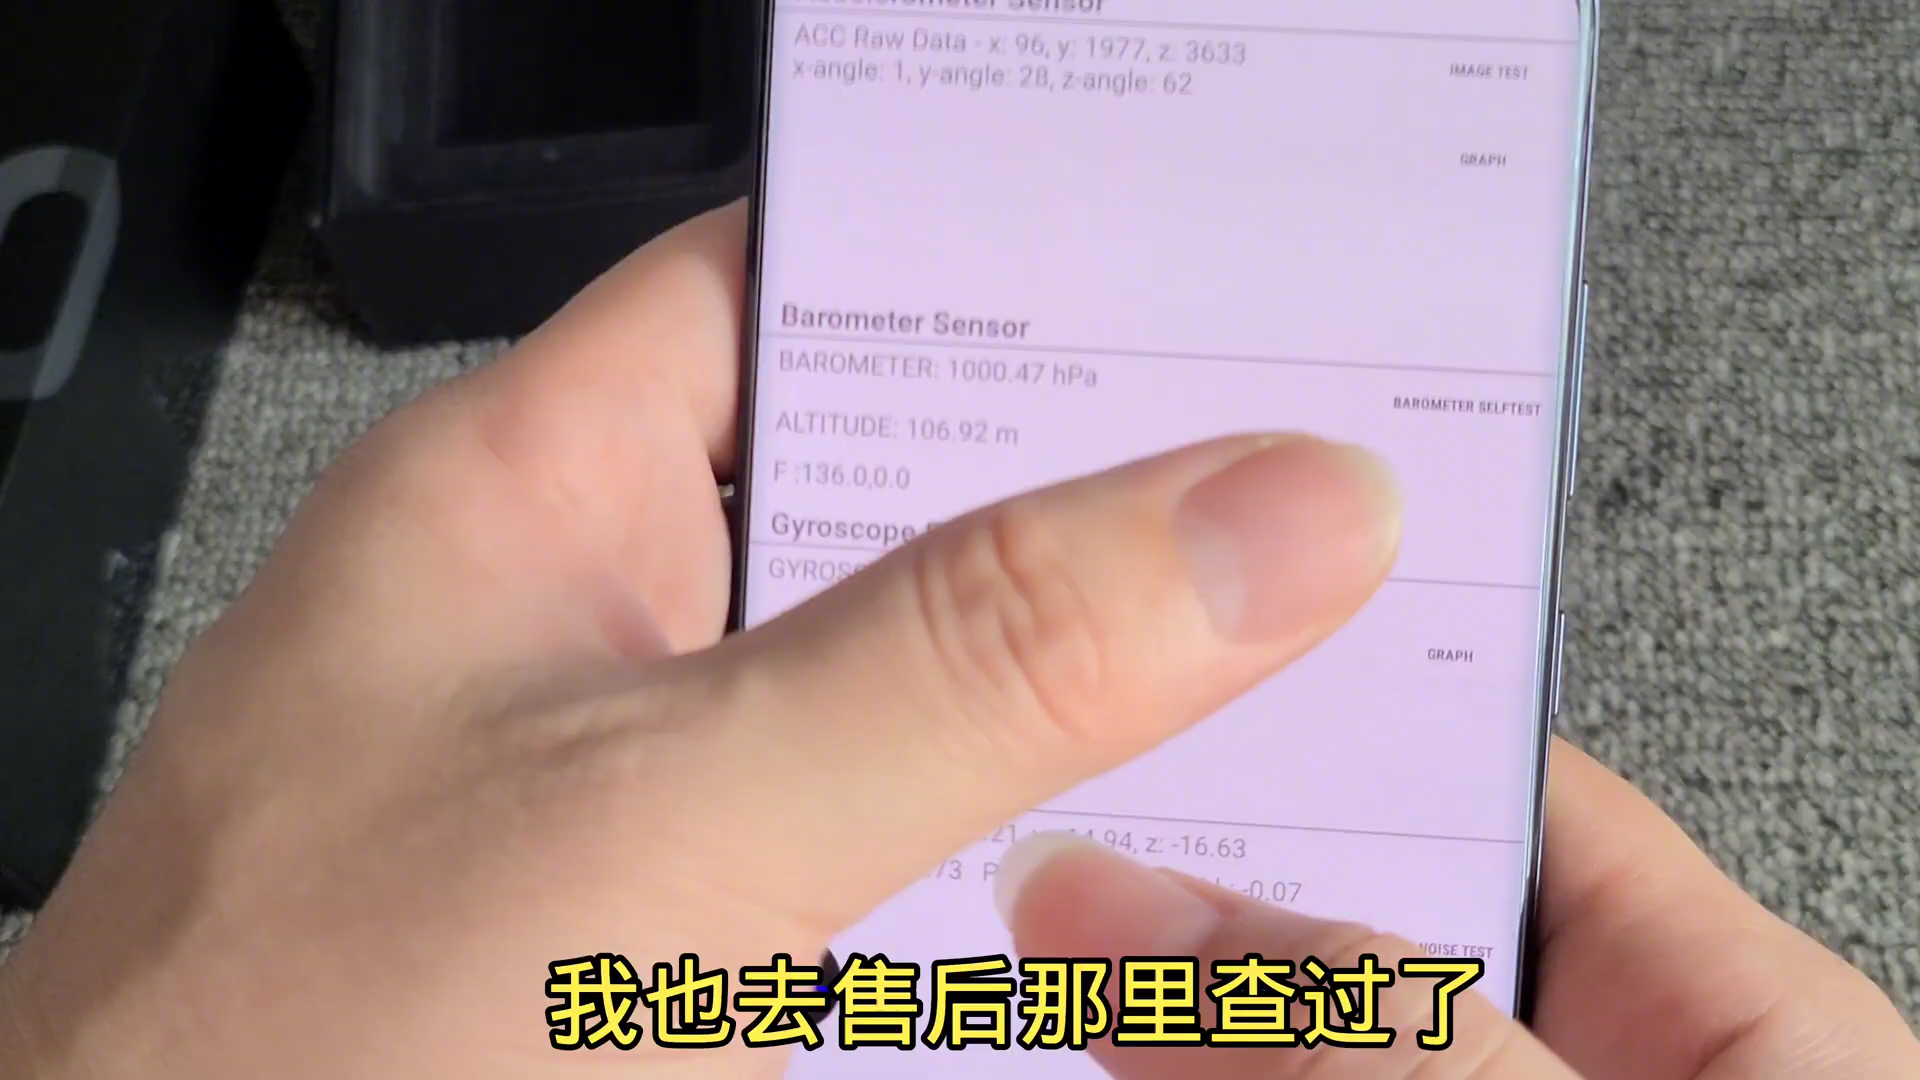 ACC Raw Data - x: 96, y: 1977, z: 3633
x-angle: 1, y-angle: 28, z-angle: 62
IMAGE TEST
GRAPH
Barometer Sensor
BAROMETER: 1000.47 hPa
BAROMETER SELFTEST
ALTITUDE: 106.92 m
F :136.0,0.0
Gyroscope
GRAPH
z: -16.63
-0.07
NOISE TEST
我也去售后那里查过了